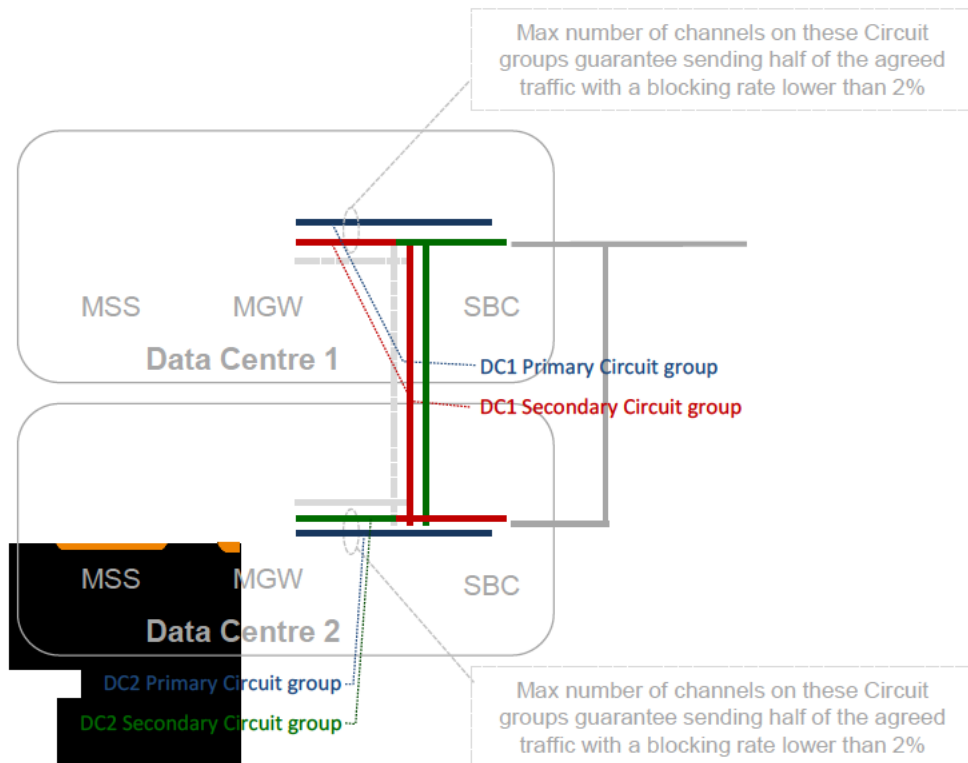 Max number of channels on these Circuit
groups guarantee sending half of the agreed
traffic with a blocking rate lower than 2%
MSS
MGW
SBC
Data Centre 1
DC1 Primary Circuit group
DC1 Secondary Circuit group
MSS
MGW
SBC
Data Centre 2
DC2 Primary Circuit group
DC2 Secondary Circuit group
Max number of channels on these Circuit
groups guarantee sending half of the agreed
traffic with a blocking rate lower than 2%